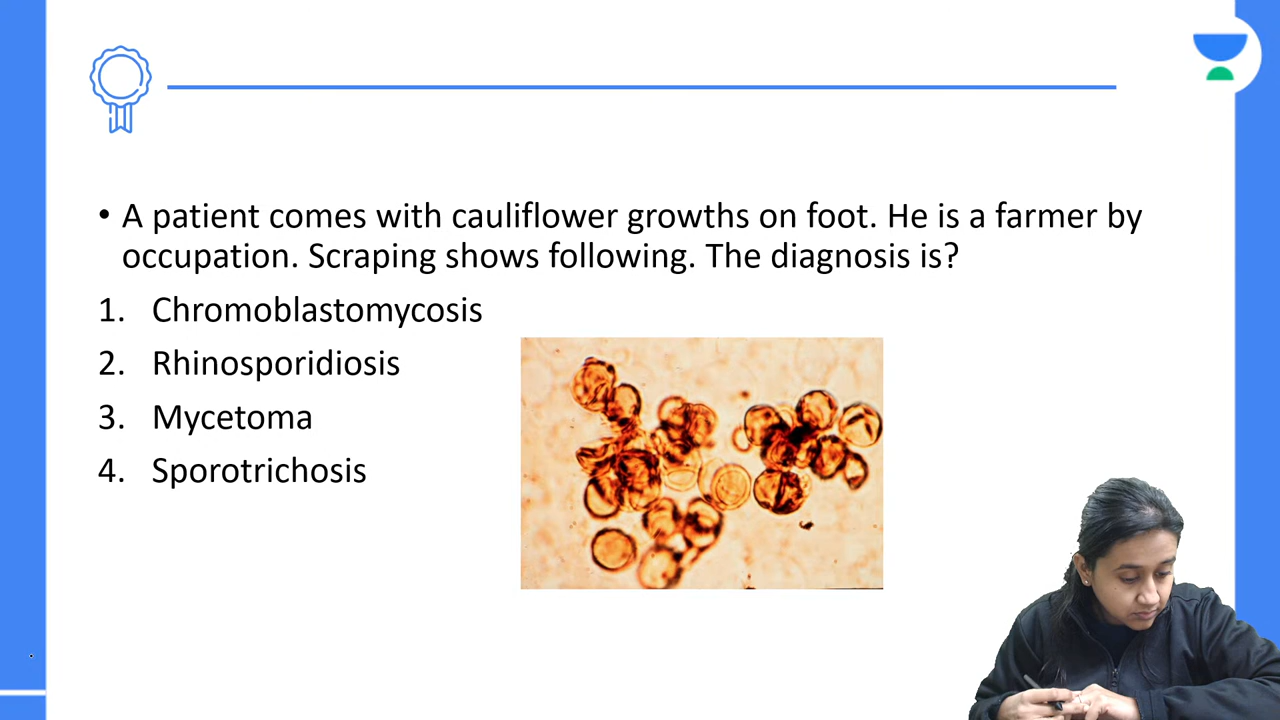 • A patient comes with cauliflower growths on foot. He is a farmer by
occupation. Scraping shows following. The diagnosis is?
1. Chromoblastomycosis
2. Rhinosporidiosis
3. Mycetoma
4. Sporotrichosis